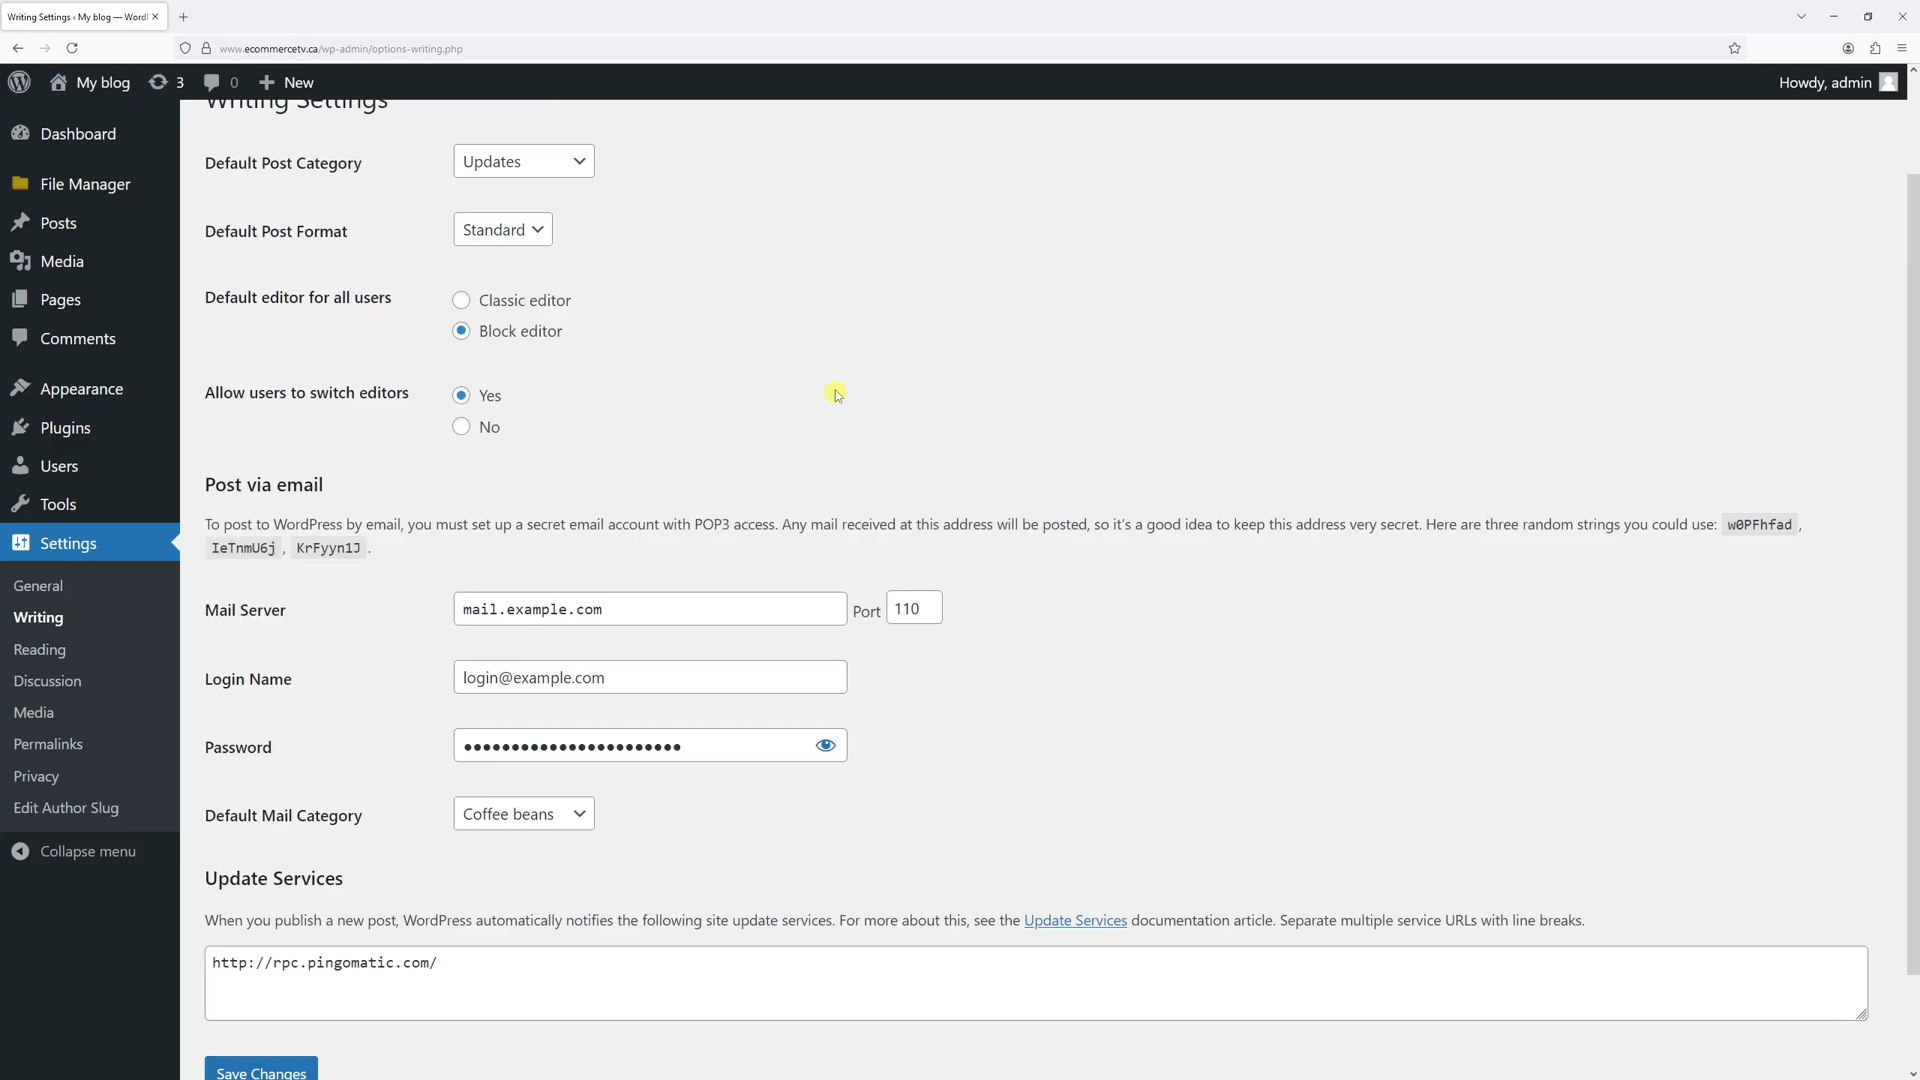 Writing Settings ‹ My blog — Word
www.ecommercetv.ca/wp-admin/options-writing.php
My blog
3
0
New
Howdy, admin
Dashboard
File Manager
Posts
Media
Pages
Comments
Appearance
Plugins
Users
Tools
Settings
General
Writing
Reading
Discussion
Media
Permalinks
Privacy
Edit Author Slug
Collapse menu
Writing Settings
Default Post Category
Updates
Default Post Format
Standard
Default editor for all users
Classic editor
Block editor
Allow users to switch editors
Yes
No
Post via email
To post to WordPress by email, you must set up a secret email account with POP3 access. Any mail received at this address will be posted, so it's a good idea to keep this address very secret. Here are three random strings you could use: w0PFhfad ,
IeTnmU6j , KrFyyn1J .
Mail Server
mail.example.com
Port 110
Login Name
login@example.com
Password
Default Mail Category
Coffee beans
Update Services
When you publish a new post, WordPress automatically notifies the following site update services. For more about this, see the Update Services documentation article. Separate multiple service URLs with line breaks.
http://rpc.pingomatic.com/
Save Changes